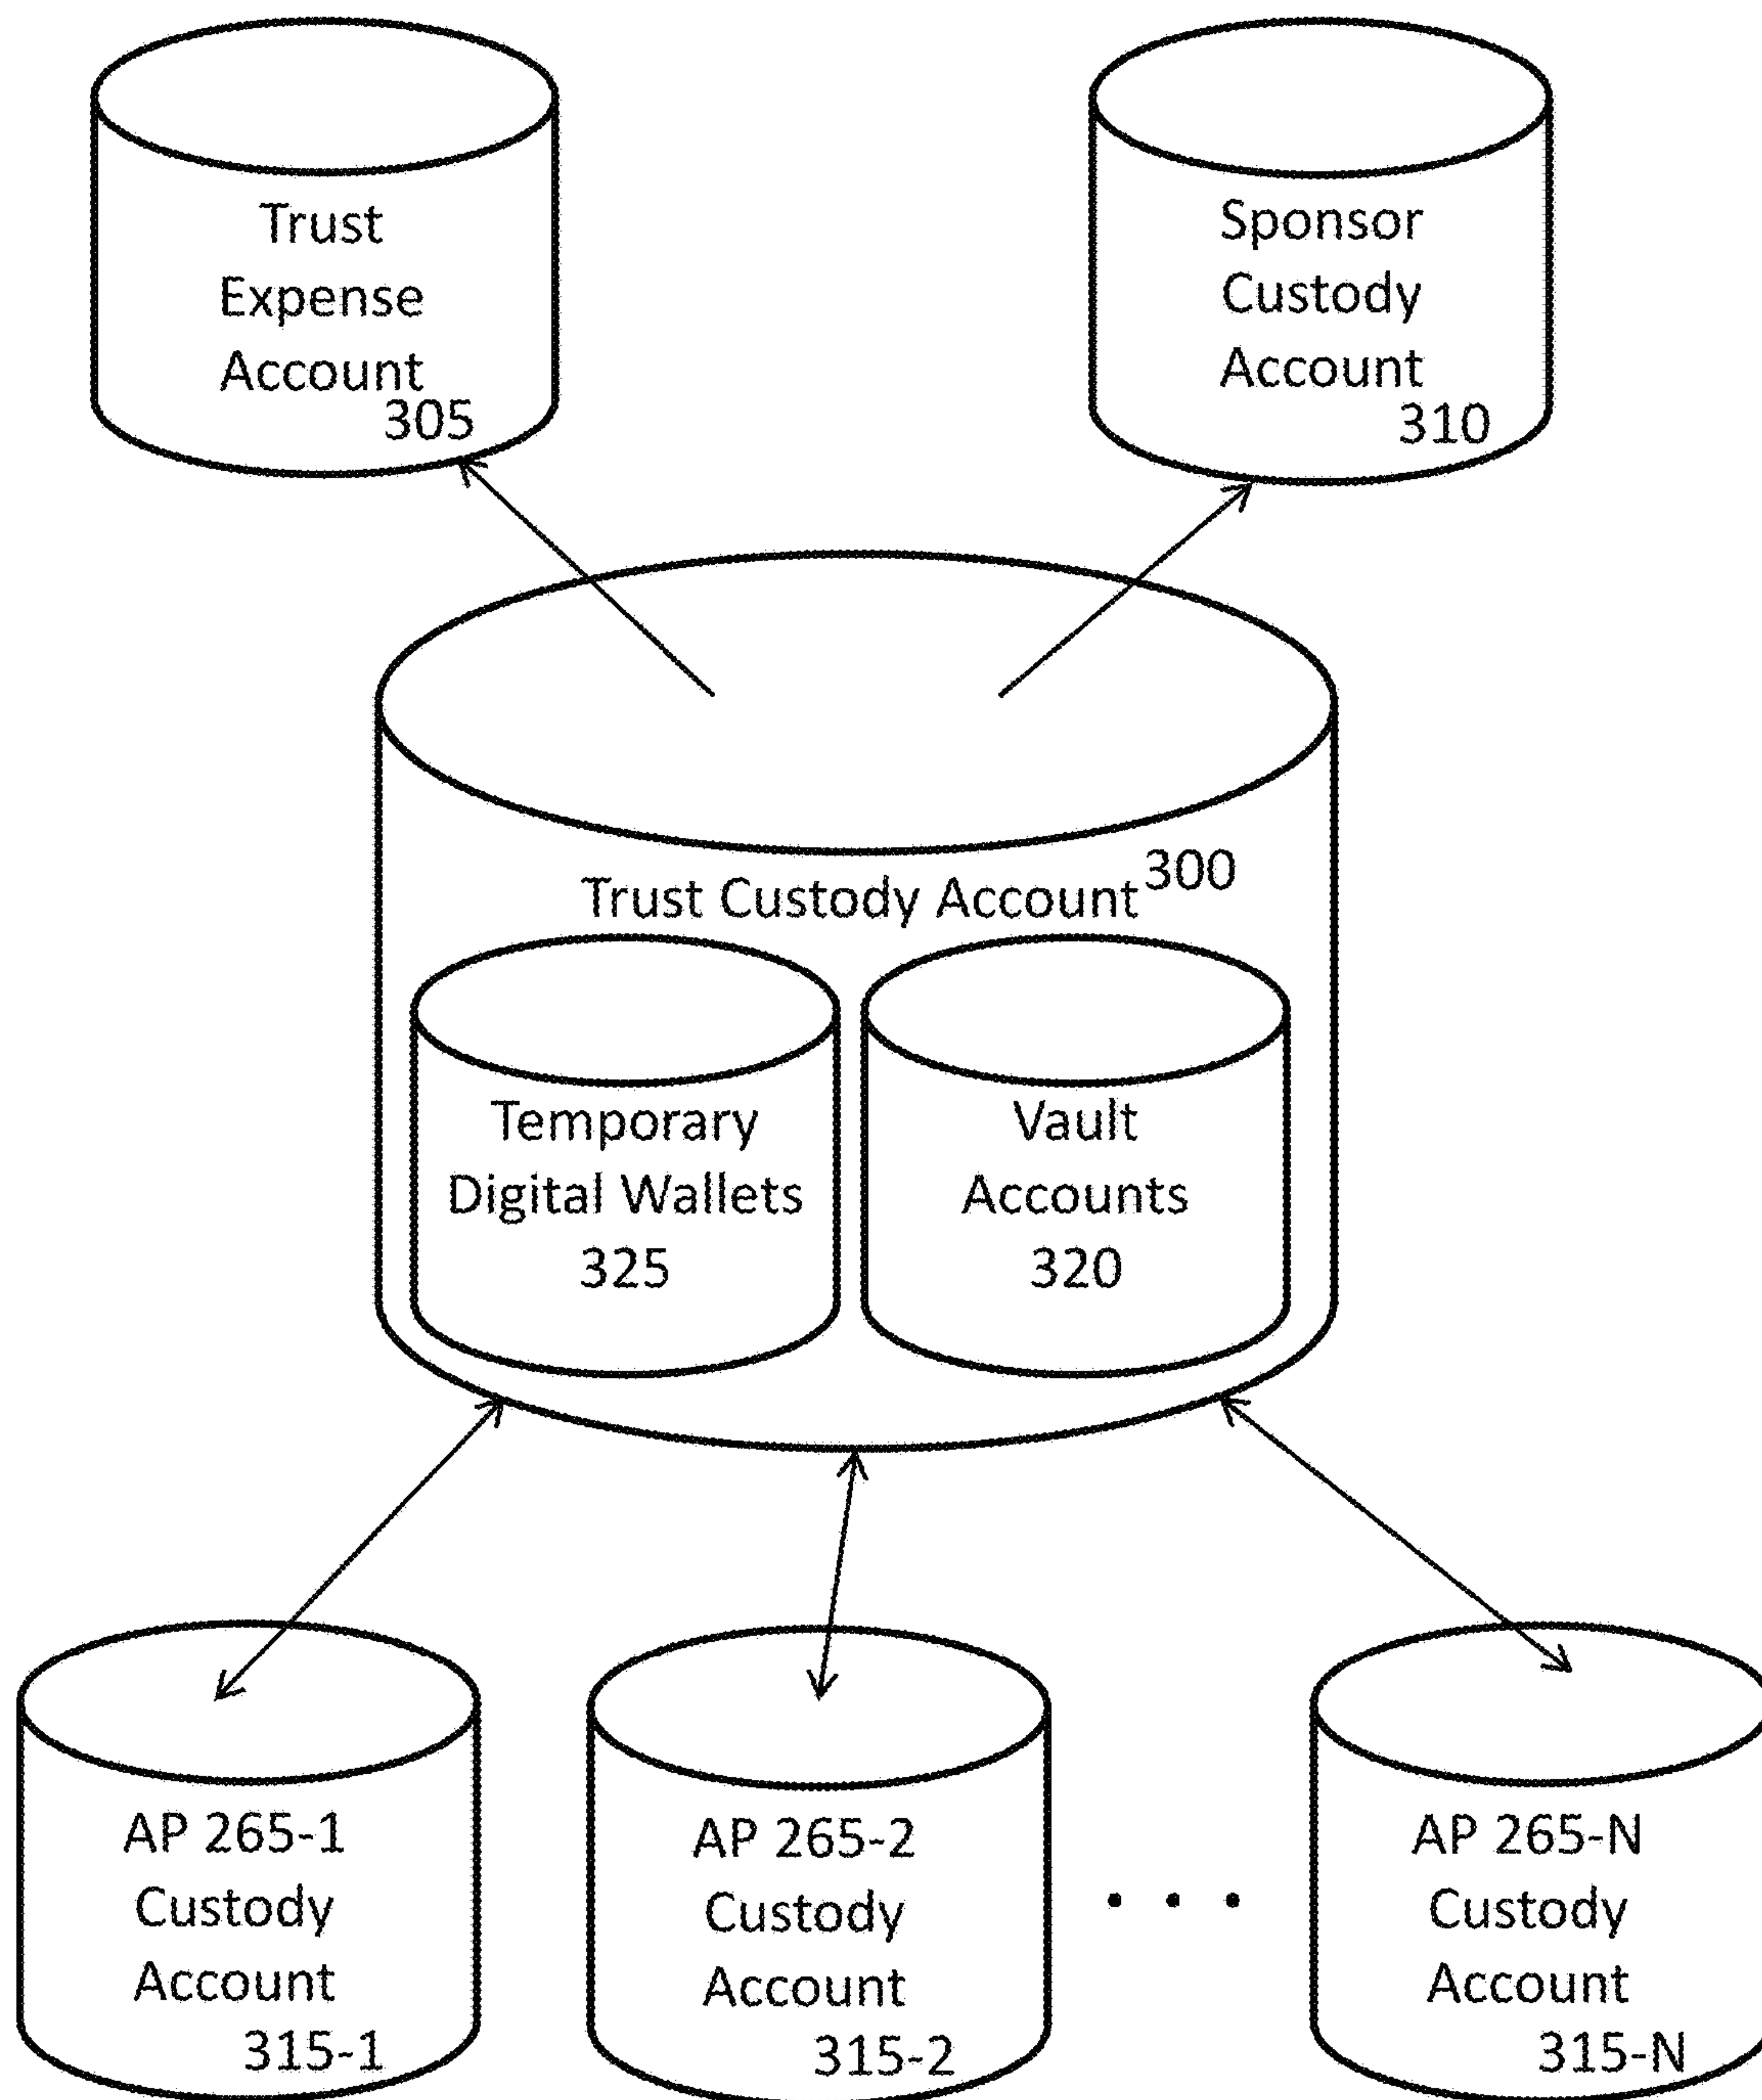 Trust
Expense
Account
305
Sponsor
Custody
Account
310
Trust Custody Account 300
Temporary
Digital Wallets
325
Vault
Accounts
320
AP 265-1
Custody
Account
315-1
AP 265-2
Custody
Account
315-2
. . .
AP 265-N
Custody
Account
315-N